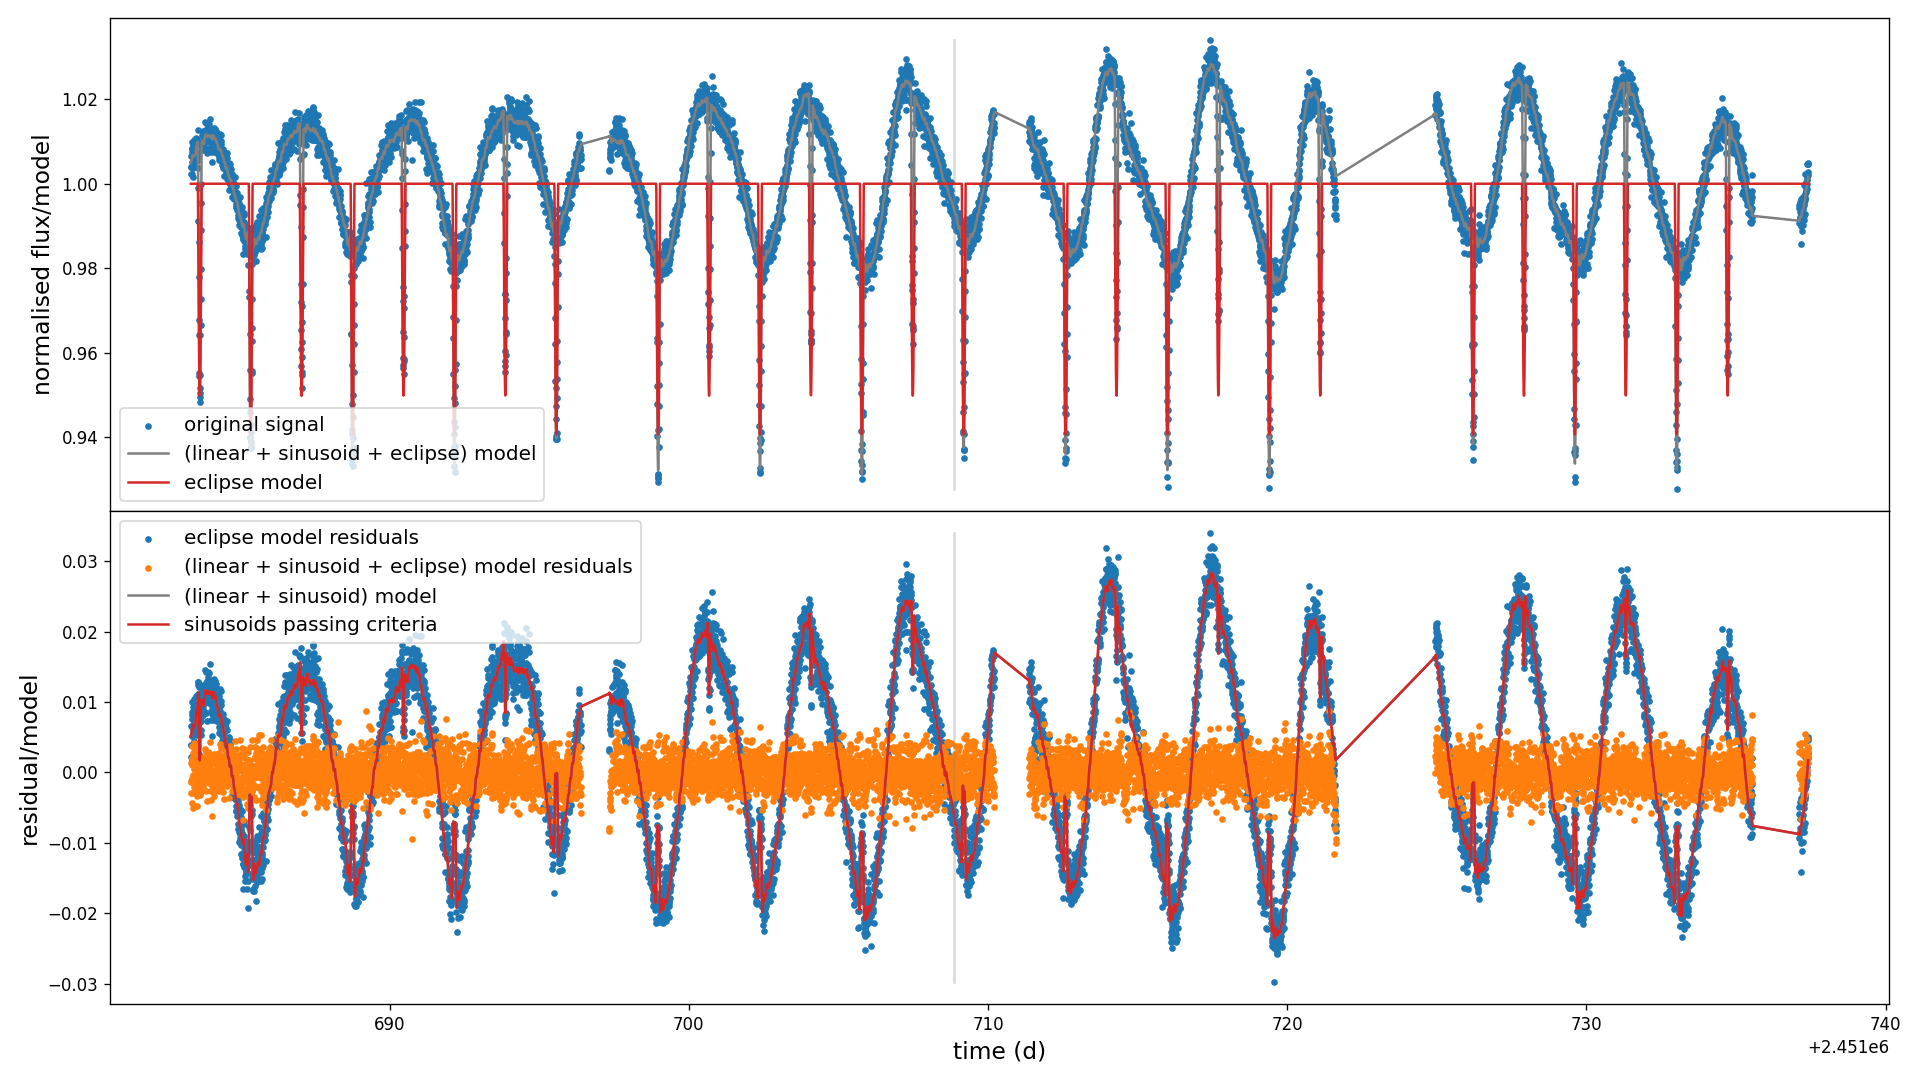 1.02
1.00
0.98
0.96
0.94
normalised flux/model
original signal
(linear + sinusoid + eclipse) model
eclipse model
eclipse model residuals
(linear + sinusoid + eclipse) model residuals
(linear + sinusoid) model
sinusoids passing criteria
0.03
0.02
0.01
0.00
−0.01
−0.02
−0.03
residual/model
690
700
710
720
730
740
time (d)
+2.451e6